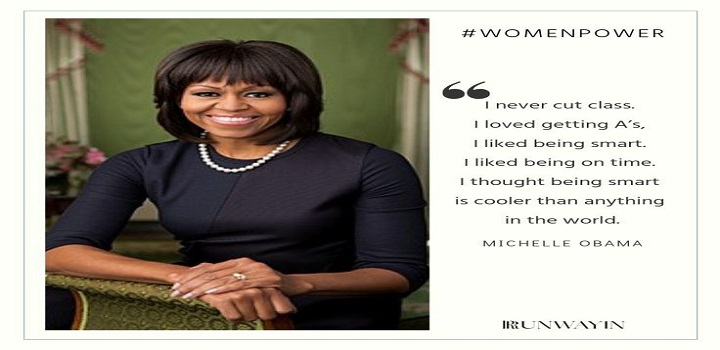 #WOMENPOWER
“
I never cut class.
I loved getting A’s,
I liked being smart.
I liked being on time.
I thought being smart
is cooler than anything
in the world.
MICHELLE OBAMA
RUNWAYIN